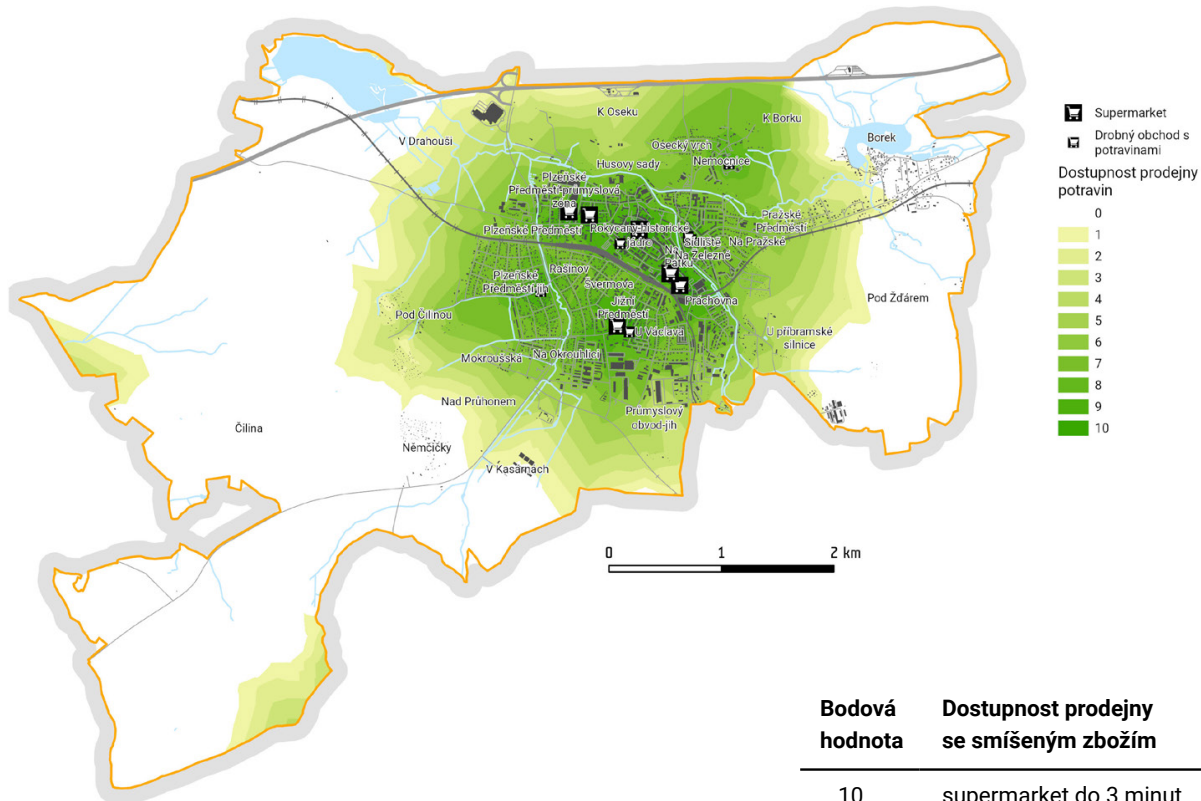 K Oseku
K Borku
V Drahouši
Borek
Osecký vrch
Husovy sady
Nemocnice
Plzeňské
Předměstí-průmyslová
zóna
Plzeňské Předměstí
Rokycany-historické
jádro
Sídliště
Pražské
Předměstí
Na Pražské
Na Železné
Na
Pátku
Rašínov
Plzeňské
Předměstí-jih
Švermova
Práchovna
Jižní
Předměstí
U Václava
Pod Čilinou
Pod Žďárem
U příbramské
silnice
Mokroušská
Na Okrouhlici
Nad Průhonem
Průmyslový
obvod-jih
Čilina
Němčičky
V Kasárnách
Supermarket
Drobný obchod s
potravinami
Dostupnost prodejny
potravin
0
1
2
3
4
5
6
7
8
9
10
0 1 2 km
Bodová hodnota
Dostupnost prodejny
se smíšeným zbožím
10 supermarket do 3 minut